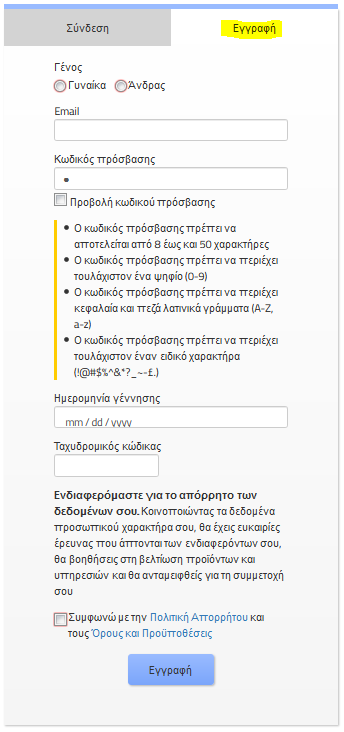 Σύνδεση Εγγραφή
Γένος
Γυναίκα Άνδρας
Email
Κωδικός πρόσβασης
Προβολή κωδικού πρόσβασης
• Ο κωδικός πρόσβασης πρέπει να
αποτελείται από 8 έως και 50 χαρακτήρες
• Ο κωδικός πρόσβασης πρέπει να περιέχει
τουλάχιστον ένα ψηφίο (0-9)
• Ο κωδικός πρόσβασης πρέπει να περιέχει
κεφαλαία και πεζά λατινικά γράμματα (A-Z,
a-z)
• Ο κωδικός πρόσβασης πρέπει να περιέχει
τουλάχιστον έναν ειδικό χαρακτήρα
(!@#$%^&*?_~-£.)
Ημερομηνία γέννησης
mm / dd / yyyy
Ταχυδρομικός κώδικας
Ενδιαφερόμαστε για το απόρρητο των
δεδομένων σου. Κοινοποιώντας τα δεδομένα
προσωπικού χαρακτήρα σου, θα έχεις ευκαιρίες
έρευνας που άπτονται των ενδιαφερόντων σου,
θα βοηθήσεις στη βελτίωση προϊόντων και
υπηρεσιών και θα ανταμειφθείς για τη συμμετοχή
σου
Συμφωνώ με την Πολιτική Απορρήτου και
τους Όρους και Προϋποθέσεις
Εγγραφή